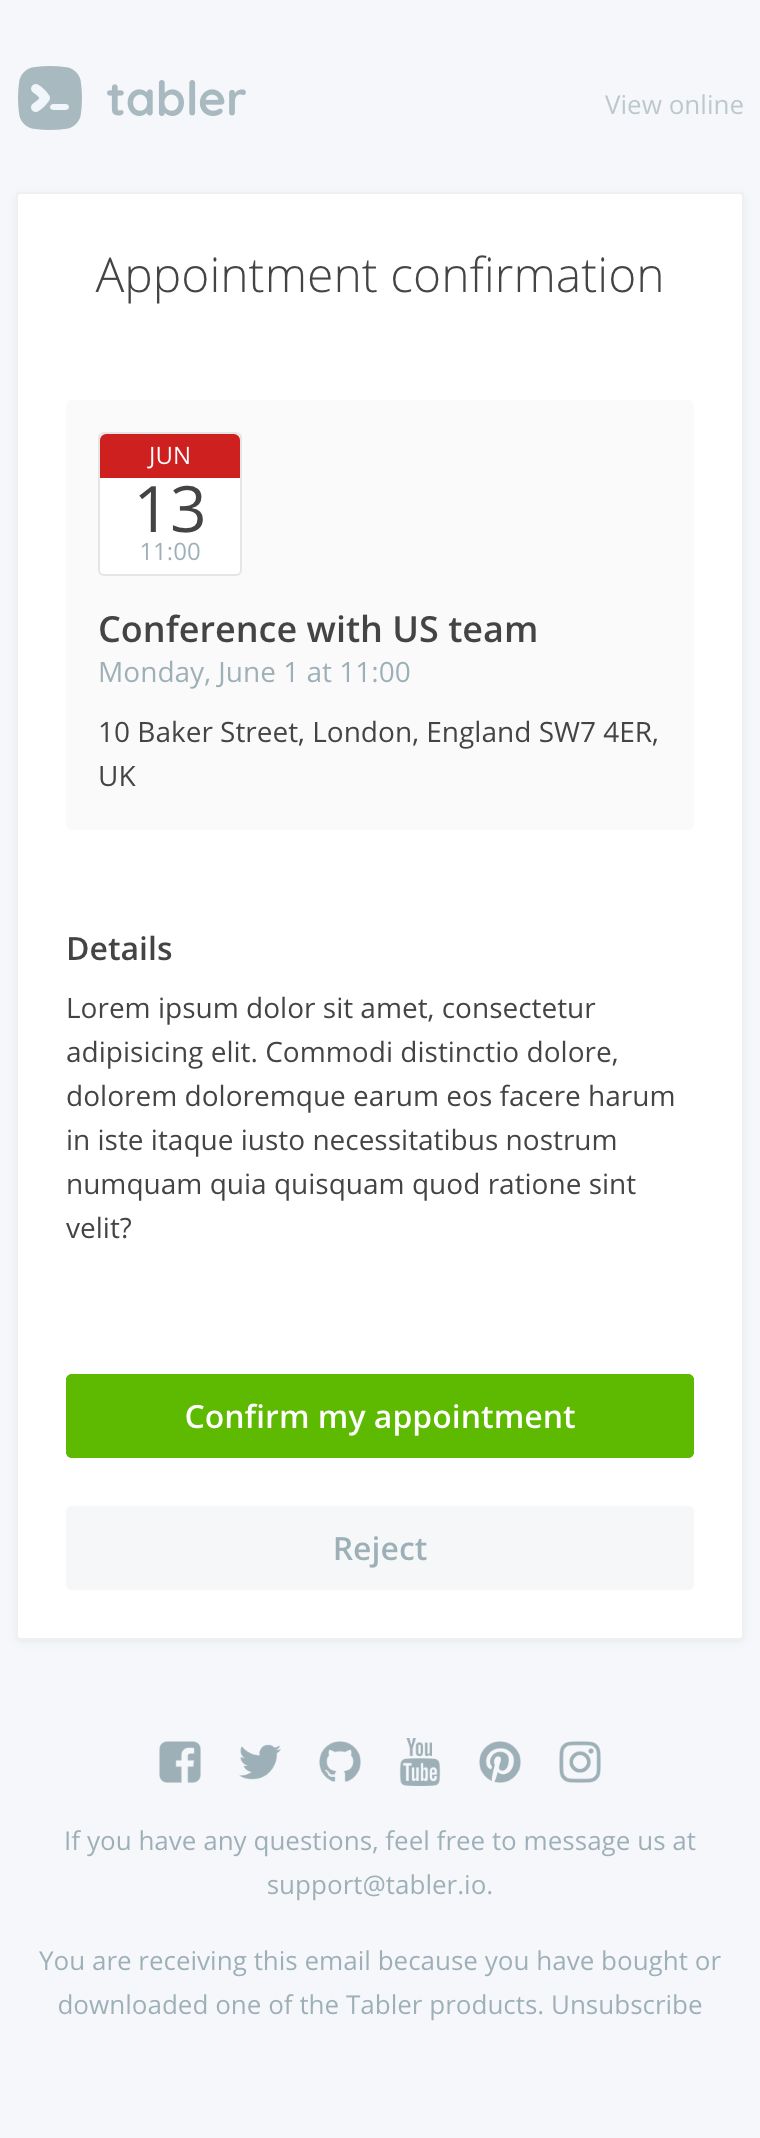 tabler
View online
Appointment confirmation
JUN
13
11:00
Conference with US team
Monday, June 1 at 11:00
10 Baker Street, London, England SW7 4ER,
UK
Details
Lorem ipsum dolor sit amet, consectetur
adipisicing elit. Commodi distinctio dolore,
dolorem doloremque earum eos facere harum
in iste itaque iusto necessitatibus nostrum
numquam quia quisquam quod ratione sint
velit?
Confirm my appointment
Reject
You
Tube
If you have any questions, feel free to message us at
support@tabler.io.
You are receiving this email because you have bought or
downloaded one of the Tabler products. Unsubscribe